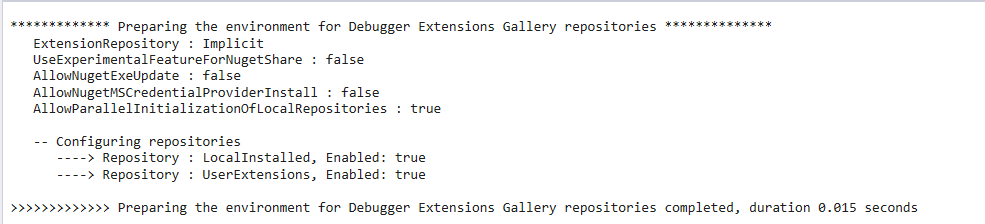 ************* Preparing the environment for Debugger Extensions Gallery repositories **************
ExtensionRepository : Implicit
UseExperimentalFeatureForNugetShare : false
AllowNugetExeUpdate : false
AllowNugetMSCredentialProviderInstall : false
AllowParallelInitializationOfLocalRepositories : true
-- Configuring repositories
----> Repository : LocalInstalled, Enabled: true
----> Repository : UserExtensions, Enabled: true
>>>>>>>>>>>>> Preparing the environment for Debugger Extensions Gallery repositories completed, duration 0.015 seconds